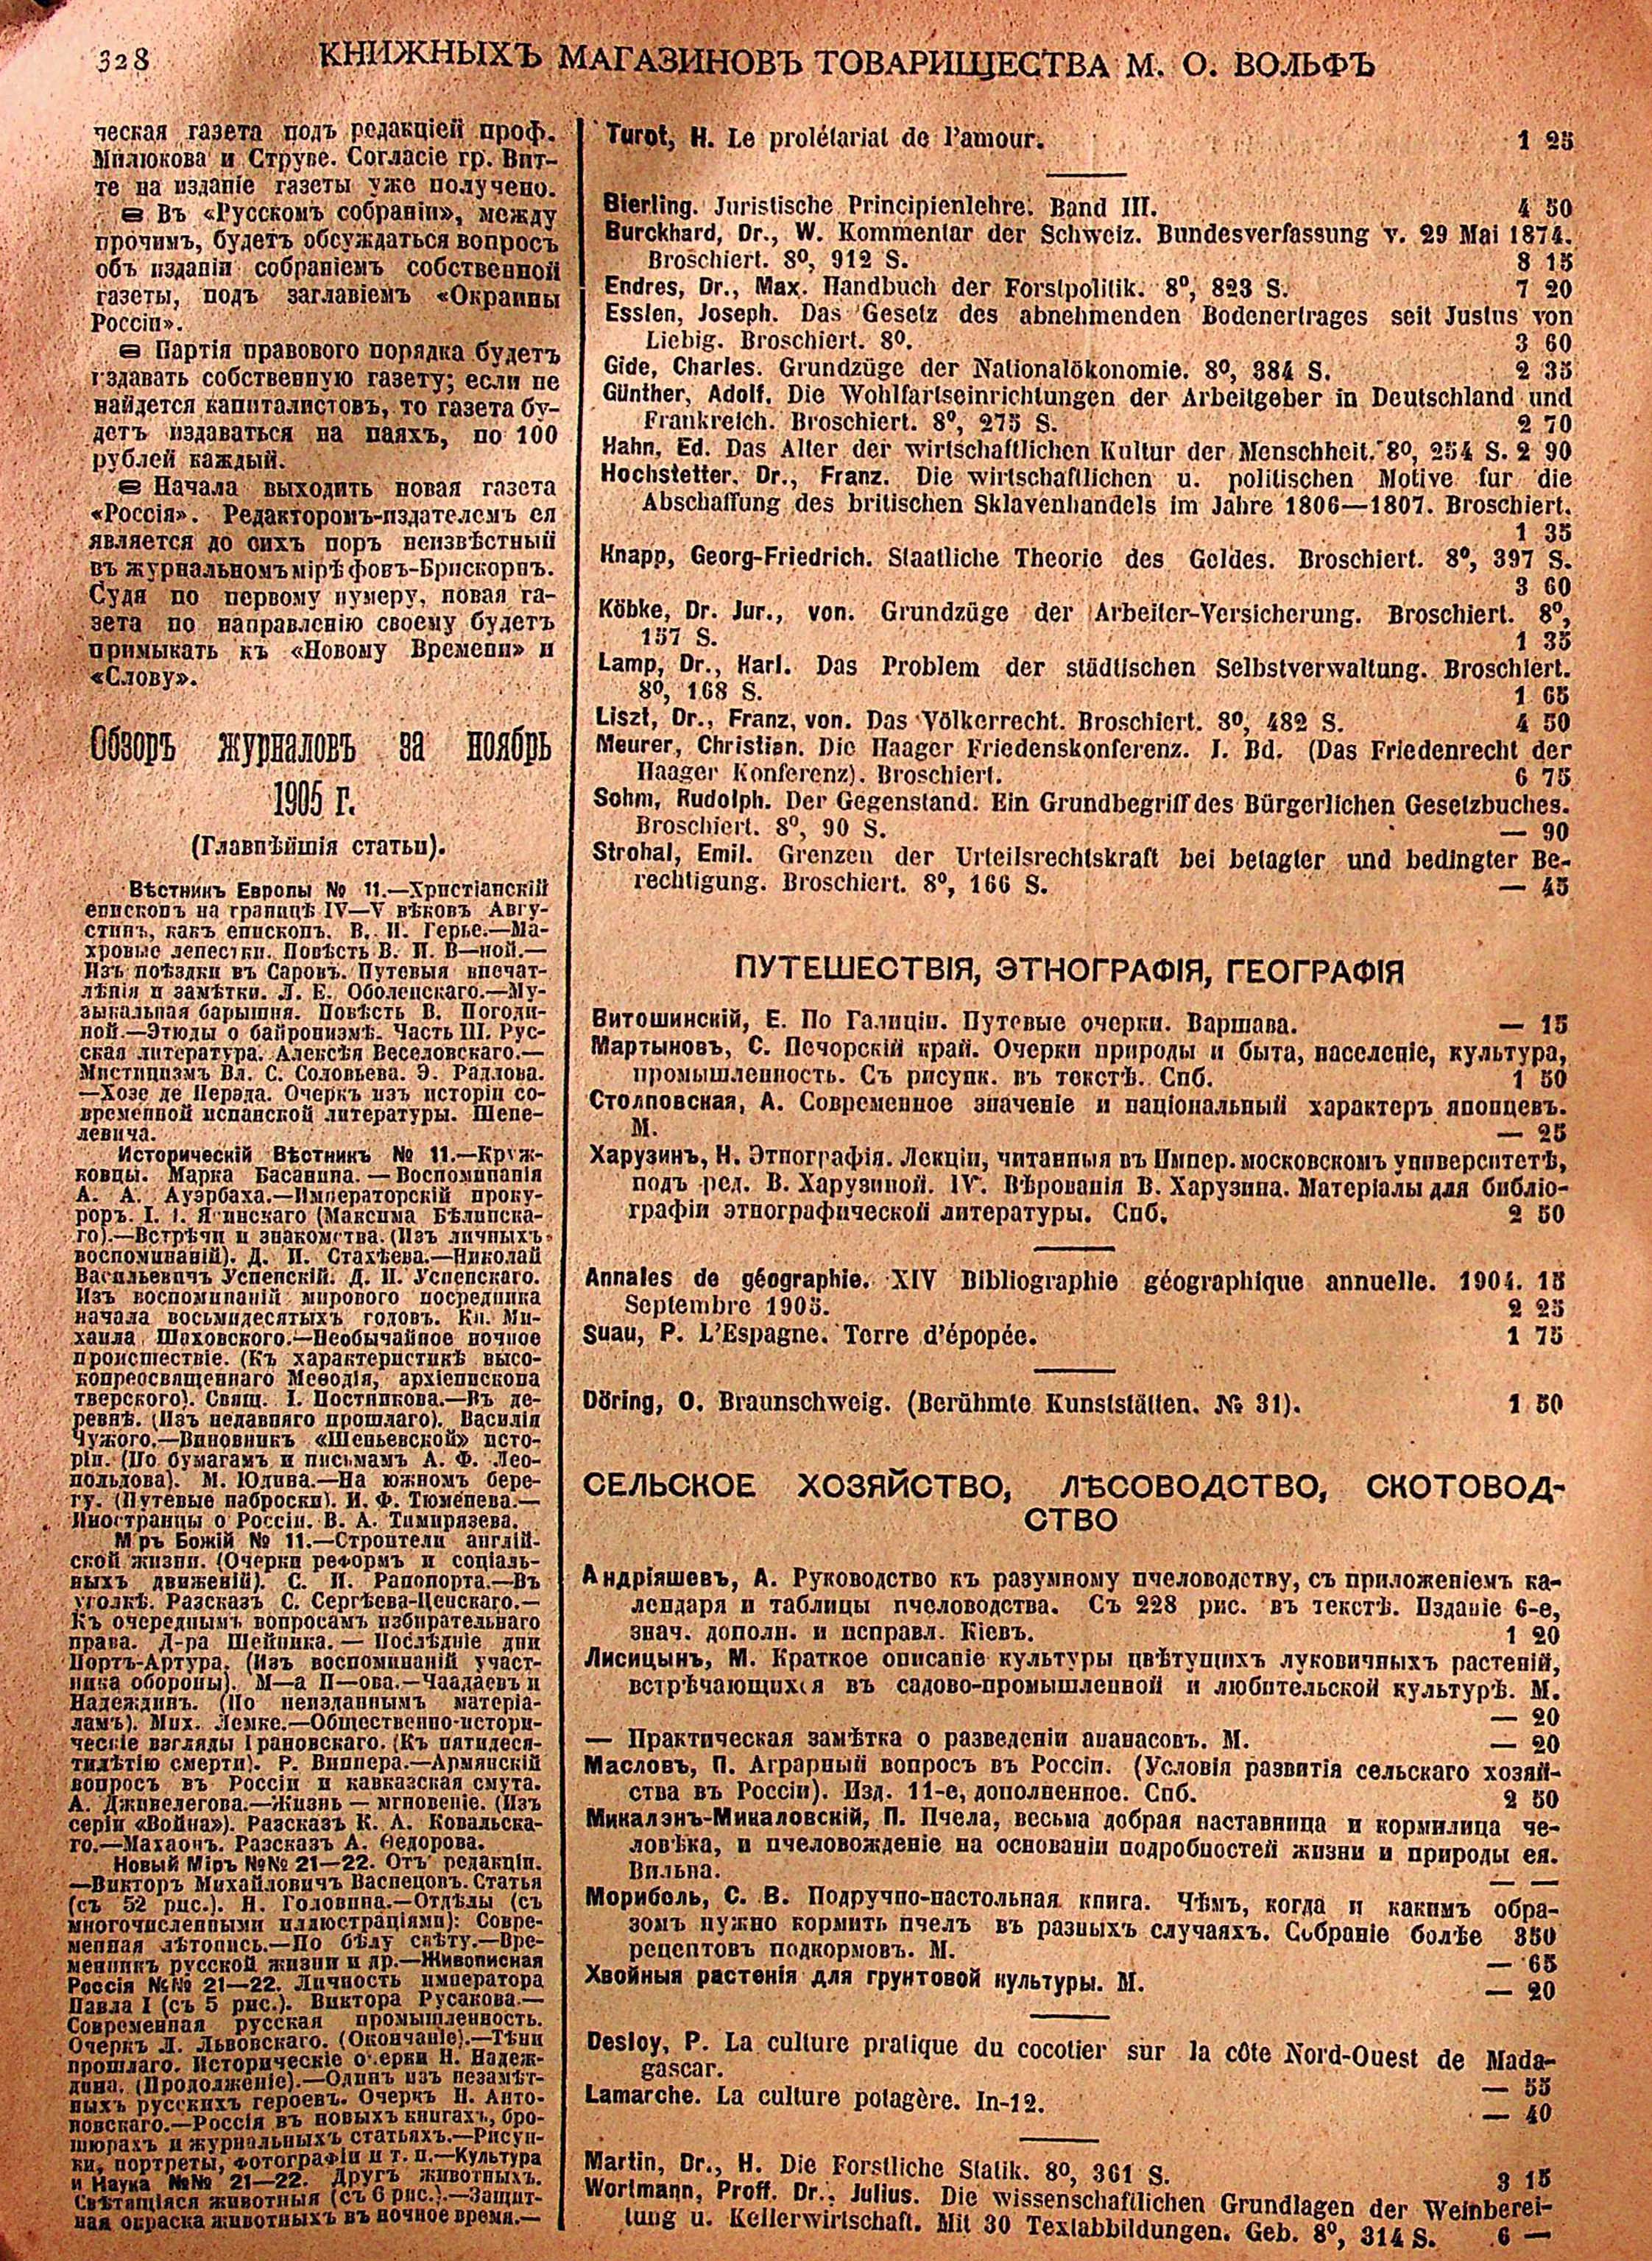 328
КНИЖНЫХЪ МАГАЗИНОВЪ ТОВАРИЩЕСТВА М. О. ВОЛЬФЪ
ческая газета подъ редакціей проф.
Милюкова и Струве. Согласіе гр. Вит-
те на изданіе газеты уже получено.
Въ «Русскомъ собраніи», между
прочимъ, будетъ обсуждаться вопросъ
объ изданіи собраніемъ собственной
газеты, подъ заглавіемъ «Окраины
Россіи».
Партія правового порядка будетъ
издавать собственную газету; если не
найдется капиталистовъ, то газета бу-
детъ издаваться на паяхъ, по 100
рублей каждый.
Начала выходить новая газета
«Россія». Редакторомъ-издателемъ ея
является до сихъ поръ неизвѣстный
въ журнальномъ мірѣ фовъ-Брискорнъ.
Судя по первому нумеру, новая га-
зета по направленію своему будетъ
примыкать къ «Новому Времени» и
«Слову».
Обзоръ журналовъ за ноябрь
1905 г.
(Главнѣйшія статьи).
Вѣстникъ Европы № 11.—Христіанскій
епископъ на границѣ IV—V вѣковъ Авгу-
стинъ, какъ епископъ. В. И. Герье.—Ма-
хровые лепестки. Повѣсть В. И. В—ной.—
Изъ поѣздки въ Саровъ. Путевыя впечат-
лѣнія и замѣтки. Л. Е. Оболенскаго.—Му-
зыкальная барышня. Повѣсть В. Погоди-
ной.—Этюды о байронизмѣ. Часть III. Рус-
ская литература. Алексѣя Веселовскаго.—
Мистицизмъ Вл. С. Соловьева. Э. Радлова.
—Хозе де Переда. Очеркъ изъ исторіи со-
временной испанской литературы. Шепе-
левича.
Историческій Вѣстникъ № 11.—Круж-
ковцы. Марка Басанина.—Воспоминанія
А. А. Ауэрбаха.—Императорскій проку-
роръ. I. I. Ясинскаго (Максима Бѣлинска-
го).—Встрѣчи и знакомства. (Изъ личныхъ
воспоминаній). Д. И. Стахѣева.—Николай
Васильевичъ Успенскій. Д. И. Успенскаго.
Изъ воспоминаній мирового посредника
начала восьмидесятыхъ годовъ. Кн. Ми-
хаила Шаховского.—Необычайное ночное
происшествіе. (Къ характеристикѣ высо-
копреосвященнаго Меѳодія, архіепископа
тверского). Свящ. I. Постникова.—Въ де-
ревнѣ. (Изъ недавняго прошлаго). Василія
Чужого.—Виновникъ «Шеньевской» исто-
ріи. (По бумагамъ и письмамъ А. Ф. Лео-
польдова). М. Юдина.—На южномъ бере-
гу. (Путевые наброски). И. Ф. Тюменева.—
Иностранцы о Россіи. В. А. Тимирязева.
Міръ Божій № 11.—Строители англій-
ской жизни. (Очерки реформъ и соціаль-
ныхъ движеній). С. И. Рапопорта.—Въ
уголкѣ. Разсказъ С. Сергѣева-Ценскаго.—
Къ очереднымъ вопросамъ избирательнаго
права. Д-ра Шейника.—Послѣдніе дни
Портъ-Артура. (Изъ воспоминаній участ-
ника обороны). М—а П—ова.—Чаадаевъ и
Надеждинъ. (По неизданнымъ матеріа-
ламъ). Мих. Лемке.—Общественно-истори-
ческіе взгляды Грановскаго. (Къ пятидеся-
тилѣтію смерти). Р. Виппера.—Армянскій
вопросъ въ Россіи и кавказская смута.
А. Дживелегова.—Жизнь — мгновеніе. (Изъ
серіи «Война»). Разсказъ К. А. Ковальска-
го.—Махаонъ. Разсказъ А. Ѳедорова.
Новый Міръ №№ 21—22. Отъ редакціи.
—Викторъ Михайловичъ Васнецовъ. Статья
(съ 52 рис.). Н. Головина.—Отдѣлы (съ
многочисленными иллюстраціями): Совре-
менная лѣтопись.—По бѣлу свѣту.—Вре-
менникъ русской жизни и др.—Живописная
Россія №№ 21—22. Личность императора
Павла I (съ 5 рис.). Виктора Русакова.—
Современная русская промышленность.
Очеркъ Л. Львовскаго. (Окончаніе).—Тѣни
прошлаго. Историческіе очерки Н. Надеж-
дина. (Продолженіе).—Одинъ изъ незамѣт-
ныхъ русскихъ героевъ. Очеркъ Н. Анто-
новскаго.—Россія въ новыхъ книгахъ, бро-
шюрахъ и журнальныхъ статьяхъ.—Рисун-
ки, портреты, фотографіи и т. п.—Культура
и Наука №№ 21—22. Другъ животныхъ.
Свѣтящіяся животныя (съ 6 рис.).—Защит-
ная окраска животныхъ въ ночное время.—
Turot, H. Le prolétariat de l'amour. 1 25
Bierling. Juristische Principienlehre. Band III. 4 50
Burckhard, Dr., W. Kommentar der Schweiz. Bundesverfassung v. 29 Mai 1874.
Broschiert. 8º, 912 S. 8 15
Endres, Dr., Max. Handbuch der Forstpolitik. 8º, 823 S. 7 20
Esslen, Joseph. Das Gesetz des abnehmenden Bodenertrages seit Justus von
Liebig. Broschiert. 8º. 3 60
Gide, Charles. Grundzüge der Nationalökonomie. 8º, 384 S. 2 35
Günther, Adolf. Die Wohlfartseinrichtungen der Arbeitgeber in Deutschland und
Frankreich. Broschiert. 8º, 275 S. 2 70
Hahn, Ed. Das Alter der wirtschaftlichen Kultur der Menschheit. 8º, 254 S. 2 90
Hochstetter, Dr., Franz. Die wirtschaftlichen u. politischen Motive fur die
Abschaffung des britischen Sklavenhandels im Jahre 1806—1807. Broschiert.
1 35
Knapp, Georg-Friedrich. Staatliche Theorie des Geldes. Broschiert. 8º, 397 S.
3 60
Köbke, Dr. Jur., von. Grundzüge der Arbeiter-Versicherung. Broschiert. 8º,
157 S. 1 35
Lamp, Dr., Karl. Das Problem der städtischen Selbstverwaltung. Broschiert.
8º, 168 S. 1 65
Liszt, Dr., Franz, von. Das Völkerrecht. Broschiert. 8º, 482 S. 4 50
Meurer, Christian. Die Haager Friedenskonferenz. I. Bd. (Das Friedenrecht der
Haager Konferenz). Broschiert. 6 75
Sohm, Rudolph. Der Gegenstand. Ein Grundbegriff des Bürgerlichen Gesetzbuches.
Broschiert. 8º, 90 S. — 90
Strohal, Emil. Grenzen der Urteilsrechtskraft bei betagter und bedingter Be-
rechtigung. Broschiert. 8º, 166 S. — 45
ПУТЕШЕСТВІЯ, ЭТНОГРАФІЯ, ГЕОГРАФІЯ
Витошинскій, Е. По Галиціи. Путевые очерки. Варшава. — 15
Мартыновъ, С. Печорскій край. Очерки природы и быта, населеніе, культура,
промышленность. Съ рисунк. въ текстѣ. Спб. 1 50
Столповская, А. Современное значеніе и національный характеръ японцевъ.
М. — 25
Харузинъ, Н. Этнографія. Лекціи, читанныя въ Импер. московскомъ университетѣ,
подъ ред. В. Харузиной. IV. Вѣрованія В. Харузина. Матеріалы для библіо-
графіи этнографической литературы. Спб. 2 50
Annales de géographie. XIV Bibliographie géographique annuelle. 1904. 15
Septembre 1905. 2 25
Suau, P. L'Espagne. Terre d'épopée. 1 75
Döring, O. Braunschweig. (Berühmte Kunststätten. № 31). 1 50
СЕЛЬСКОЕ ХОЗЯЙСТВО, ЛѢСОВОДСТВО, СКОТОВОД-
СТВО
Андріяшевъ, А. Руководство къ разумному пчеловодству, съ приложеніемъ ка-
лендаря и таблицы пчеловодства. Съ 228 рис. въ текстѣ. Изданіе 6-е,
знач. дополн. и исправл. Кіевъ. 1 20
Лисицынъ, М. Краткое описаніе культуры цвѣтущихъ луковичныхъ растеній,
встрѣчающихся въ садово-промышленной и любительской культурѣ. М.
— 20
— Практическая замѣтка о разведеніи ананасовъ. М. — 20
Масловъ, П. Аграрный вопросъ въ Россіи. (Условія развитія сельскаго хозяй-
ства въ Россіи). Изд. 11-е, дополненное. Спб. 2 50
Микалэнъ-Микаловскій, П. Пчела, весьма добрая наставница и кормилица че-
ловѣка, и пчеловожденіе на основаніи подробностей жизни и природы ея.
Вильна. — —
Мориболь, С. В. Подручно-настольная книга. Чѣмъ, когда и какимъ обра-
зомъ нужно кормить пчелъ въ разныхъ случаяхъ. Собраніе болѣе 350
рецептовъ подкормовъ. М. — 65
Хвойныя растенія для грунтовой культуры. М. — 20
Desloy, P. La culture pratique du cocotier sur la côte Nord-Ouest de Mada-
gascar. — 55
Lamarche. La culture potagère. In-12. — 40
Martin, Dr., H. Die Forstliche Statik. 8º, 361 S. 3 15
Wortmann, Proff. Dr., Julius. Die wissenschaftlichen Grundlagen der Weinberei-
tung u. Kellerwirtschaft. Mit 30 Textabbildungen. Geb. 8º, 314 S. 6 —